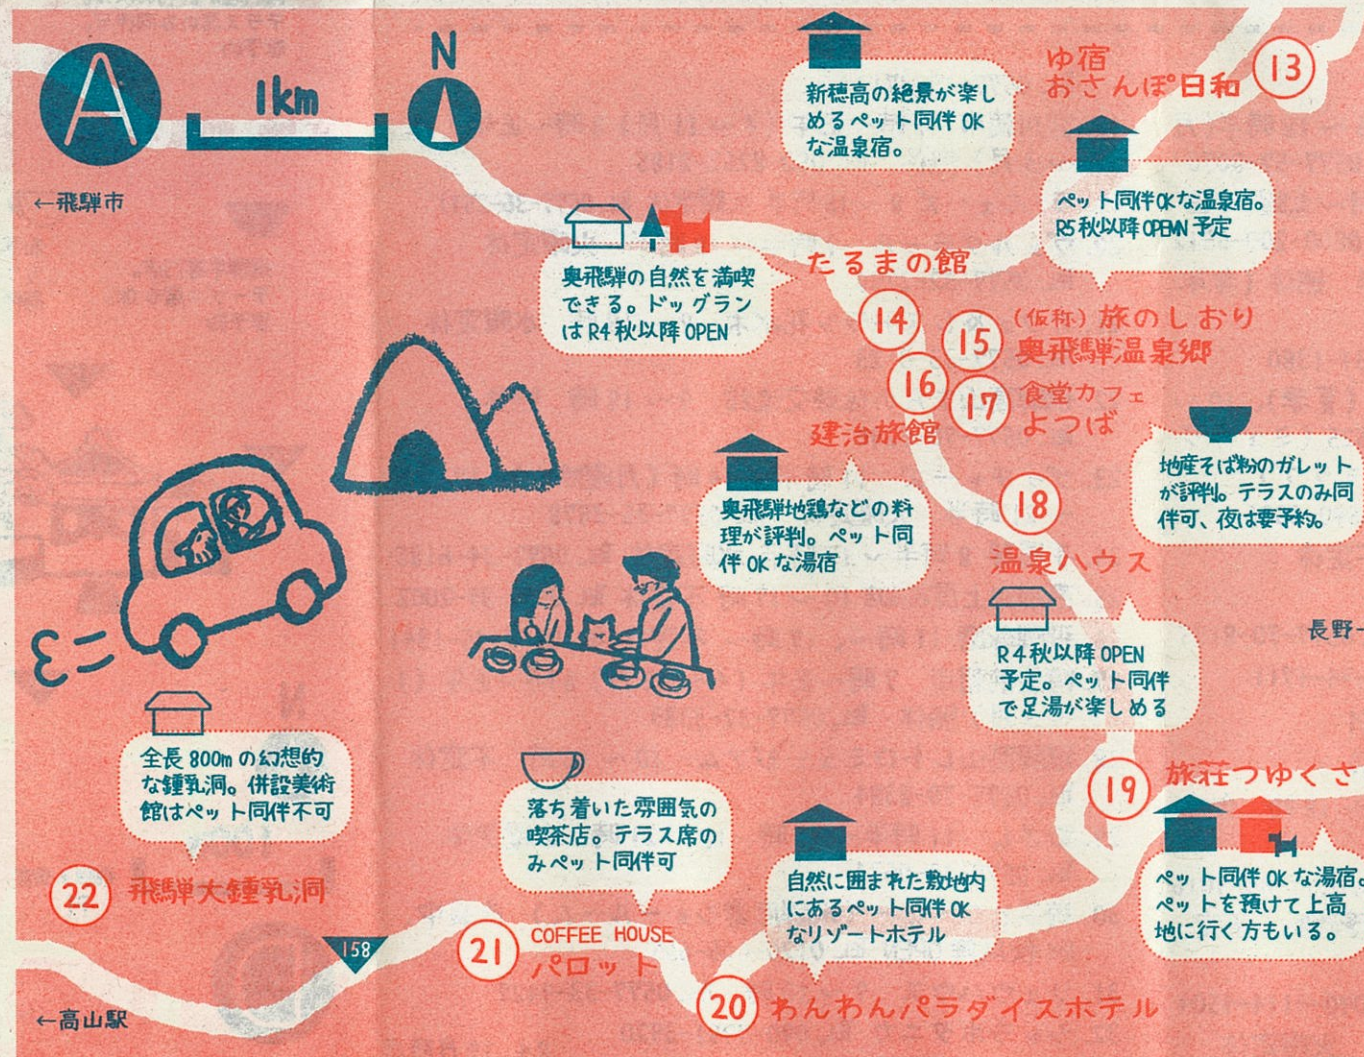 A
1km
N
←飛騨市
新穂高の絶景が楽し
めるペット同伴OK
な温泉宿。
ゆ宿
おさんぽ日和
13
ペット同伴OKな温泉宿。
R5秋以降OPEMN予定
奥飛騨の自然を満喫
できる。ドッグラン
はR4秋以降OPEN
たるまの館
14
15
(仮称)旅のしおり
奥飛騨温泉郷
16
17
食堂カフェ
よつば
建治旅館
地産そば粉のガレット
が評判。テラスのみ同
伴可、夜は要予約。
奥飛騨地鶏などの料
理が評判。ペット同
伴OKな湯宿
18
温泉ハウス
R4秋以降OPEN
予定。ペット同伴
で足湯が楽しめる
長野
全長800mの幻想的
な鍾乳洞。併設美術
館はペット同伴不可
22
飛騨大鍾乳洞
落ち着いた雰囲気の
喫茶店。テラス席の
みペット同伴可
19
旅荘つゆくさ
自然に囲まれた敷地内
にあるペット同伴OK
なリゾートホテル
ペット同伴OKな湯宿。
ペットを預けて上高
地に行く方もいる。
158
21
COFFEE HOUSE
パロット
20
わんわんパラダイスホテル
←高山駅